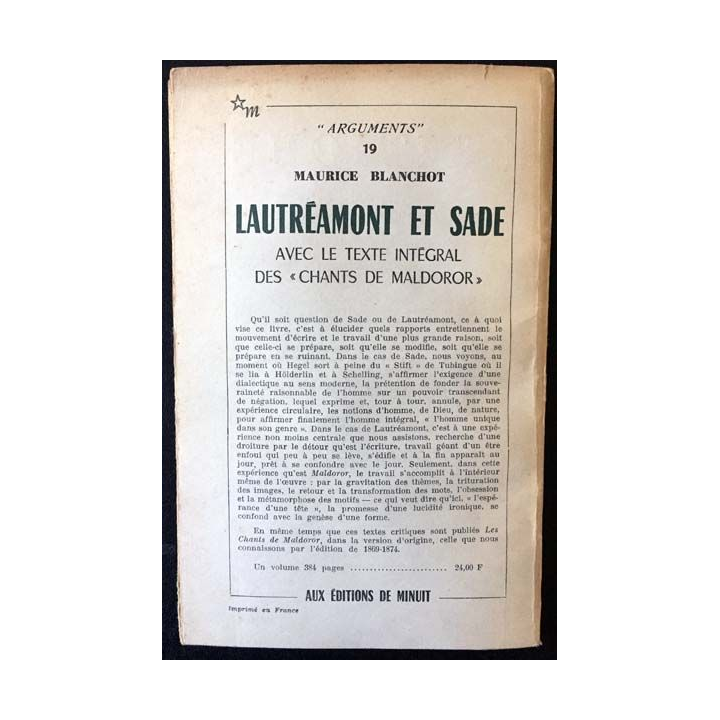 ☆m
"ARGUMENTS"
19
MAURICE BLANCHOT
LAUTRÉAMONT ET SADE
AVEC LE TEXTE INTÉGRAL
DES « CHANTS DE MALDOROR »
Qu'il soit question de Sade ou de Lautréamont, ce à quoi
vise ce livre, c'est à élucider quels rapports entretiennent le
mouvement d'écrire et le travail d'une plus grande raison, soit
que celle-ci se prépare, soit qu'elle se modifie, soit qu'elle se
prépare en se ruinant. Dans le cas de Sade, nous voyons, au
moment où Hegel sort à peine du « Stift » de Tubingue où il
se lia à Hölderlin et à Schelling, s'affirmer l'exigence d'une
dialectique au sens moderne, la prétention de fonder la souve-
raineté raisonnable de l'homme sur un pouvoir transcendant
de négation, lequel exprime et, tour à tour, annule, par une
expérience circulaire, les notions d'homme, de Dieu, de nature,
pour affirmer finalement l'homme intégral, « l'homme unique
dans son genre ». Dans le cas de Lautréamont, c'est à une expé-
rience non moins centrale que nous assistons, recherche d'une
droiture par le détour qu'est l'écriture, travail géant d'un être
enfoui qui peu à peu se lève, s'édifie et à la fin apparaît au
jour, prêt à se confondre avec le jour. Seulement, dans cette
expérience qu'est Maldoror, le travail s'accomplit à l'intérieur
même de l'œuvre : par la gravitation des thèmes, la trituration
des images, le retour et la transformation des mots, l'obsession
et la métamorphose des motifs — ce qui veut dire qu'ici, « l'espé-
rance d'une tête », la promesse d'une lucidité ironique, se
confond avec la genèse d'une forme.
En même temps que ces textes critiques sont publiés Les
Chants de Maldoror, dans la version d'origine, celle que nous
connaissons par l'édition de 1869-1874.
Un volume 384 pages ......................... 24,00 F
AUX ÉDITIONS DE MINUIT
Imprimé en France